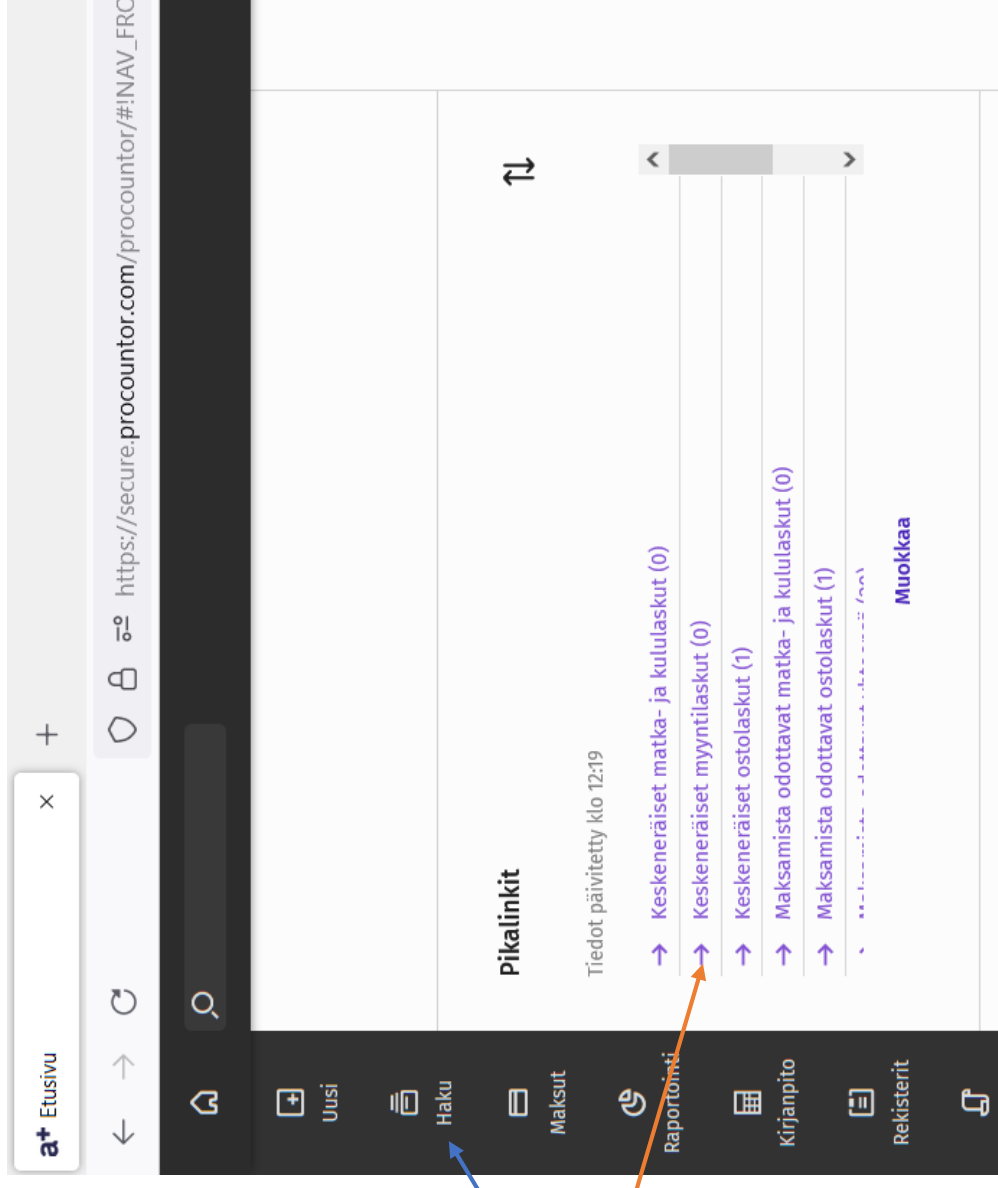 a+ Etusivu
https://secure.procountor.com/procountor/#!NAV_FRO
Uusi
Haku
Maksut
Raportointi
Kirjanpito
Rekisterit
Pikalinkit
Tiedot päivitetty klo 12:19
Keskeneräiset matka- ja kululaskut (0)
Keskeneräiset myyntilaskut (0)
Keskeneräiset ostolaskut (1)
Maksamista odottavat matka- ja kululaskut (0)
Maksamista odottavat ostolaskut (1)
Muokkaa